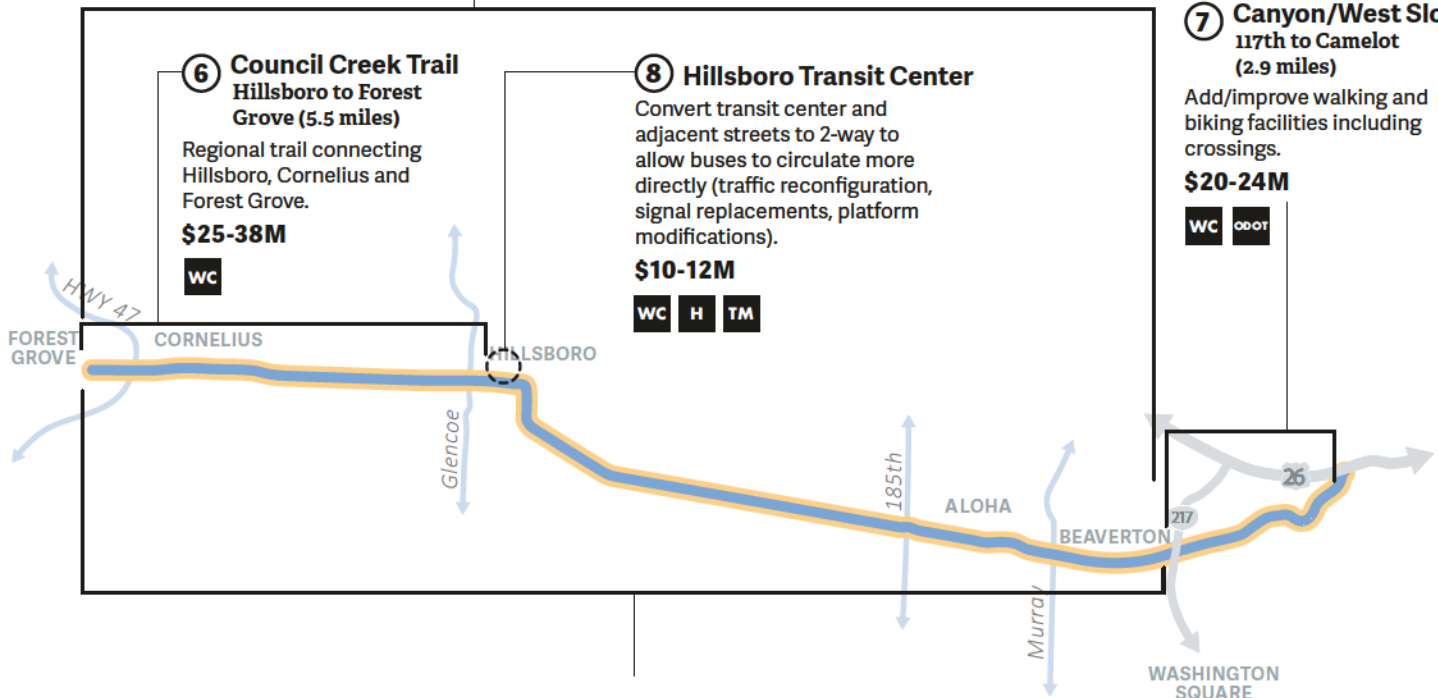 6 Council Creek Trail
Hillsboro to Forest
Grove (5.5 miles)
Regional trail connecting
Hillsboro, Cornelius and
Forest Grove.
$25-38M
WC
8 Hillsboro Transit Center
Convert transit center and
adjacent streets to 2-way to
allow buses to circulate more
directly (traffic reconfiguration,
signal replacements, platform
modifications).
$10-12M
WC H TM
7 Canyon/West Slo
117th to Camelot
(2.9 miles)
Add/improve walking and
biking facilities including
crossings.
$20-24M
WC ODOT
HWY 47
FOREST
GROVE
CORNELIUS
HILLSBORO
Glencoe
185th
ALOHA
Murray
BEAVERTON
217
26
WASHINGTON
SQUARE